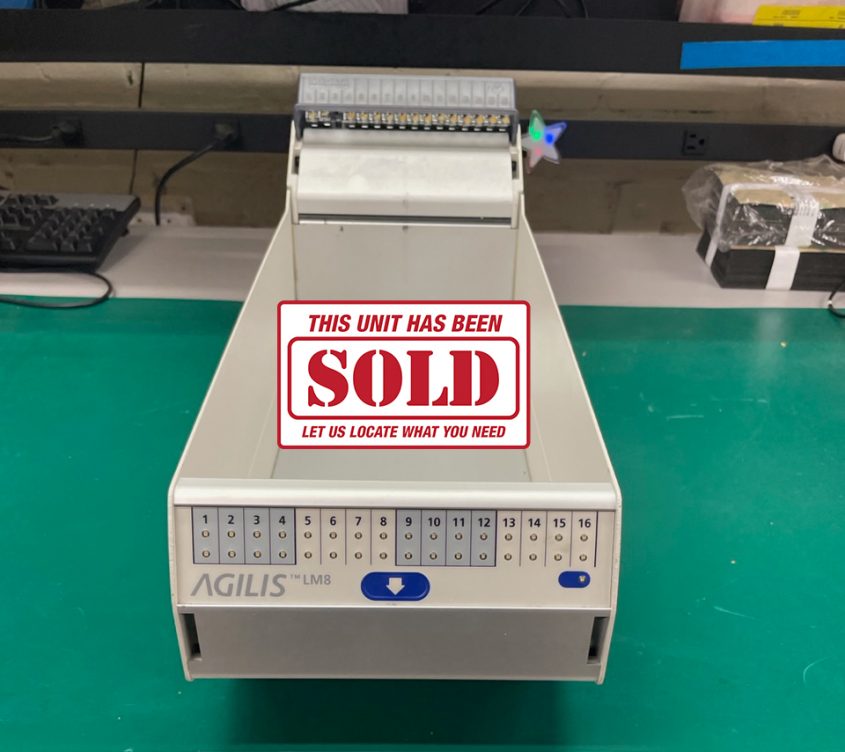 THIS UNIT HAS BEEN
SOLD
LET US LOCATE WHAT YOU NEED
1 2 3 4 5 6 7 8 9 10 11 12 13 14 15 16
AGILIS™ LM8